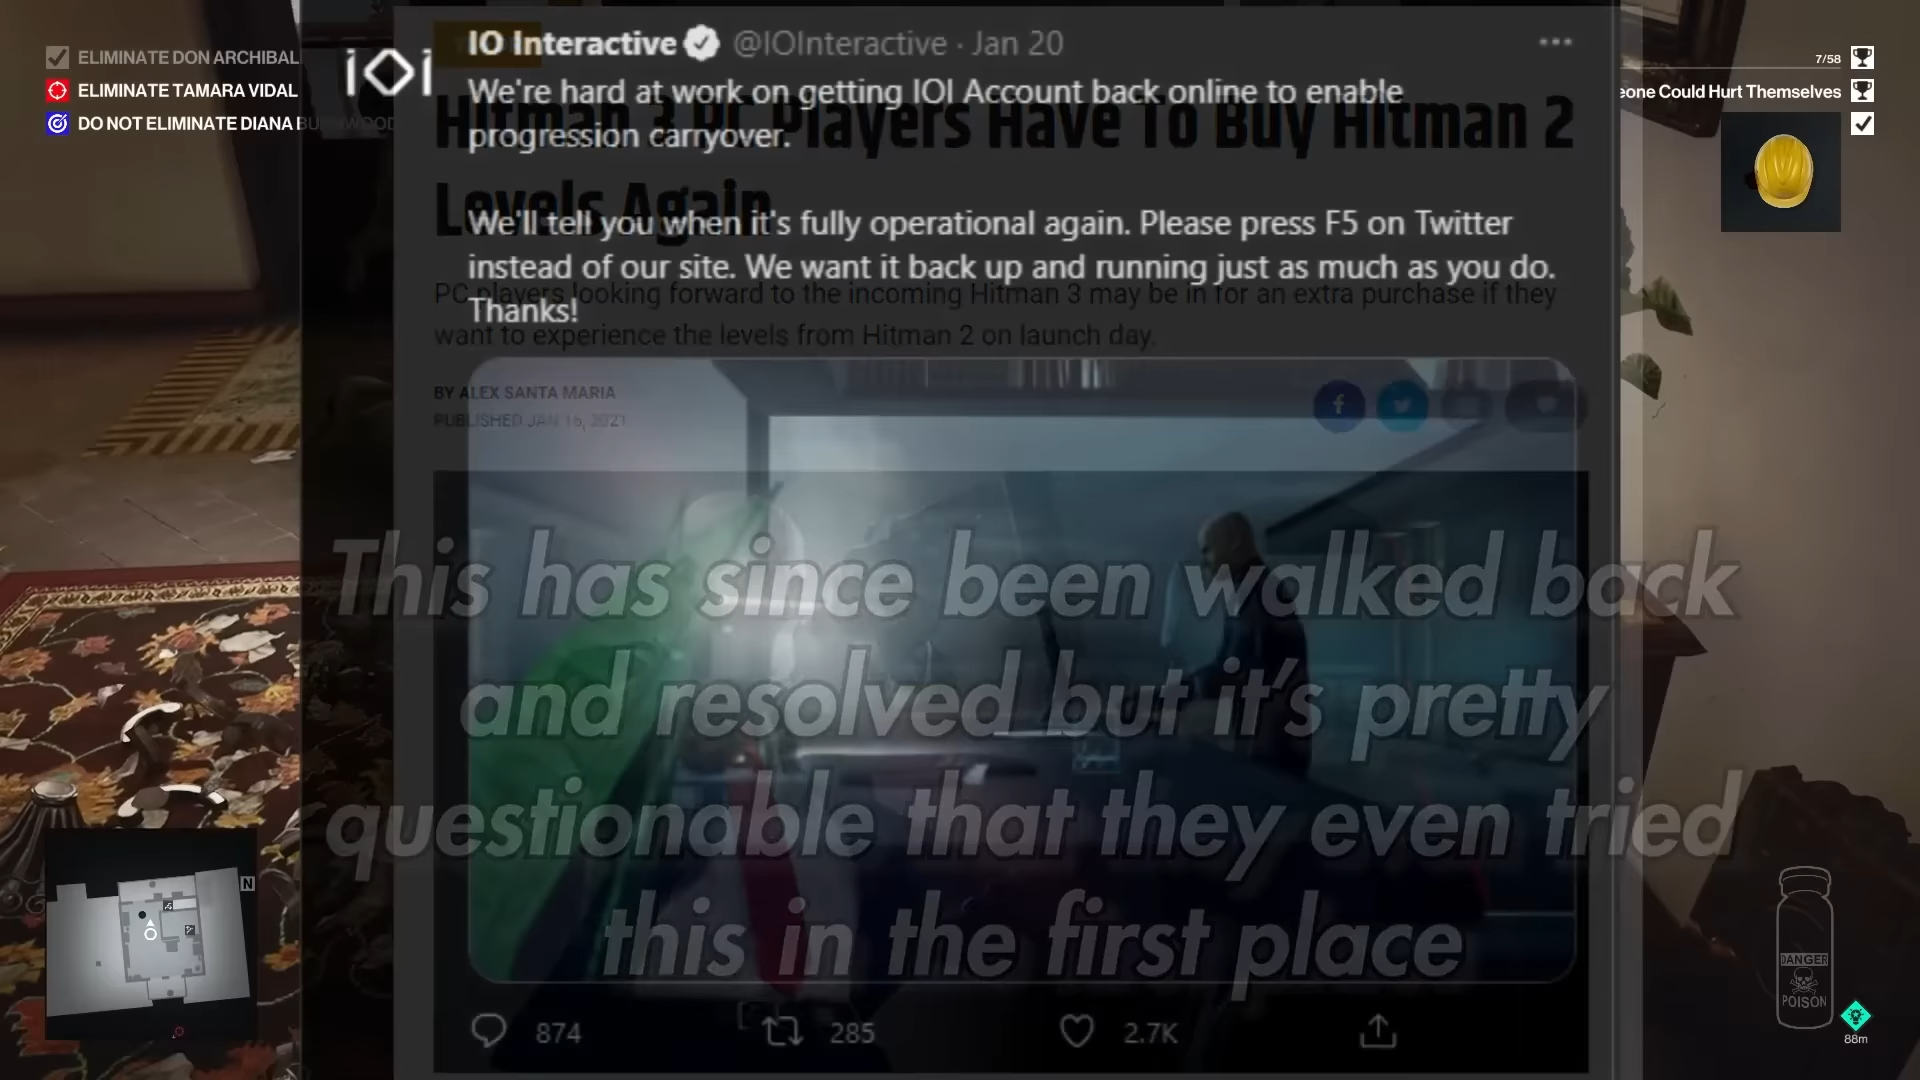 ELIMINATE DON ARCHIBAL
ELIMINATE TAMARA VIDAL
DO NOT ELIMINATE DIANA BURNWOOD
iOi
IO Interactive @IOInteractive · Jan 20
We're hard at work on getting IOI Account back online to enable
progression carryover.
We'll tell you when it's fully operational again. Please press F5 on Twitter
instead of our site. We want it back up and running just as much as you do.
Thanks!
874
285
2.7K
Hitman 3 PC Players Have To Buy Hitman 2
Levels Again
PC players looking forward to the incoming Hitman 3 may be in for an extra purchase if they
want to experience the levels from Hitman 2 on launch day.
BY ALEX SANTA MARIA
PUBLISHED JAN 16, 2021
f
This has since been walked back
and resolved but it's pretty
questionable that they even tried
this in the first place
7/58
eone Could Hurt Themselves
N
DANGER
POISON
88m